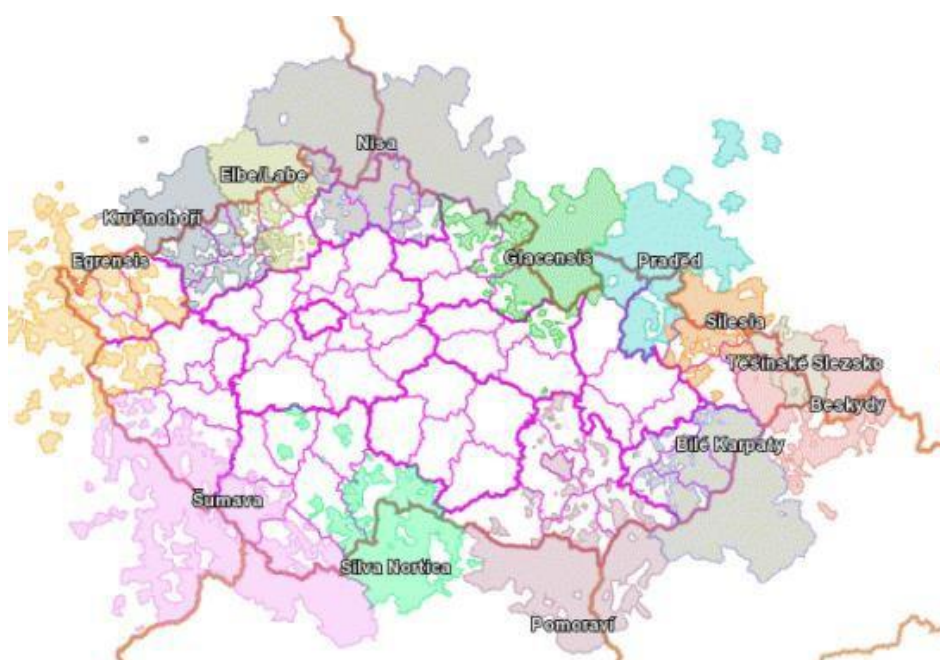 Nisa
Elbe/Labe
Krušnohoří
Egrensis
Glacensis
Praděd
Silesia
Těšínské Slezsko
Beskydy
Bílé Karpaty
Šumava
Silva Nortica
Pomoraví